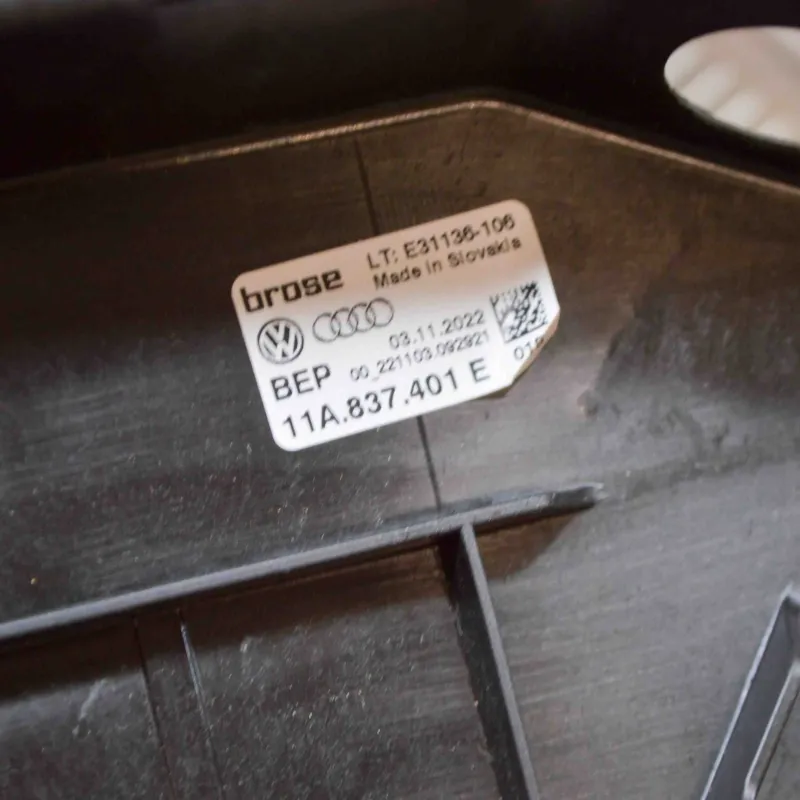 brose LT: E31136-106
Made in Slovakia
03.11.2022
BEP 00_221103.092921
11A.837.401 E